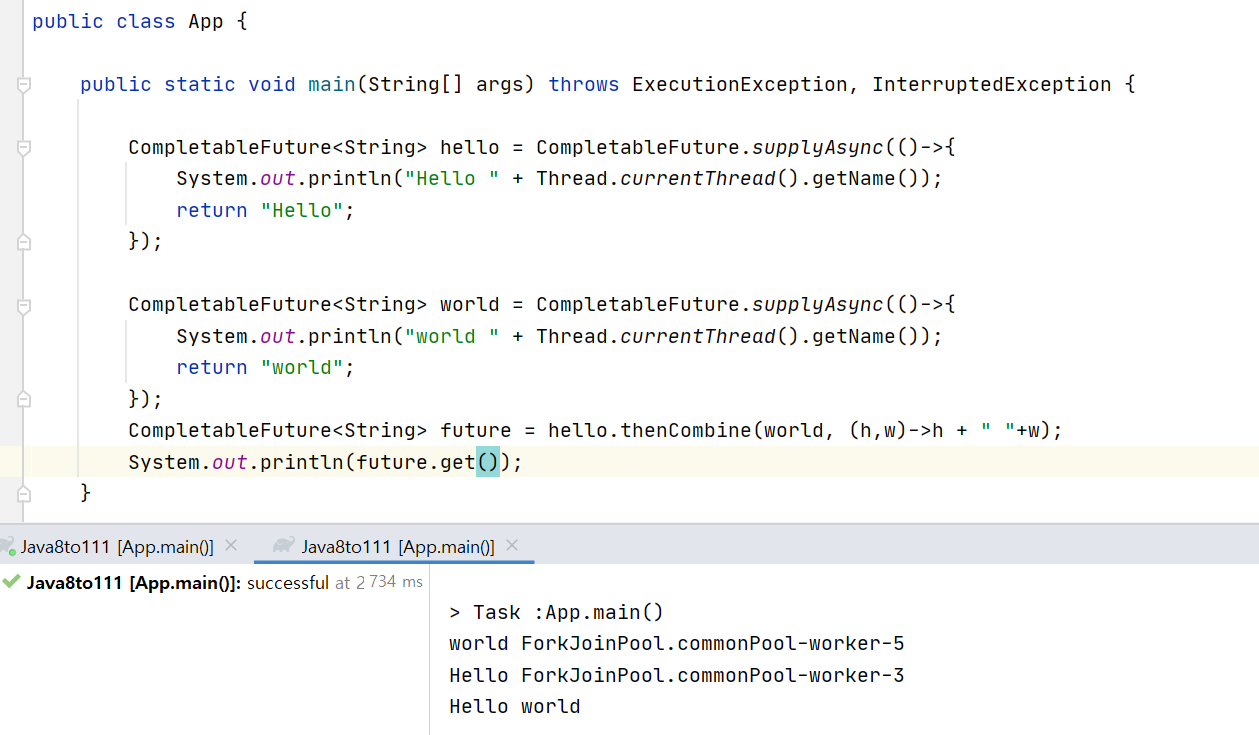 public class App {
public static void main(String[] args) throws ExecutionException, InterruptedException {
CompletableFuture<String> hello = CompletableFuture.supplyAsync(()->{
System.out.println("Hello " + Thread.currentThread().getName());
return "Hello";
});
CompletableFuture<String> world = CompletableFuture.supplyAsync(()->{
System.out.println("world " + Thread.currentThread().getName());
return "world";
});
CompletableFuture<String> future = hello.thenCombine(world, (h,w)->h + " "+w);
System.out.println(future.get());
}
Java8to111 [App.main()] × Java8to111 [App.main()] ×
Java8to111 [App.main()]: successful at 2 734 ms
> Task :App.main()
world ForkJoinPool.commonPool-worker-5
Hello ForkJoinPool.commonPool-worker-3
Hello world